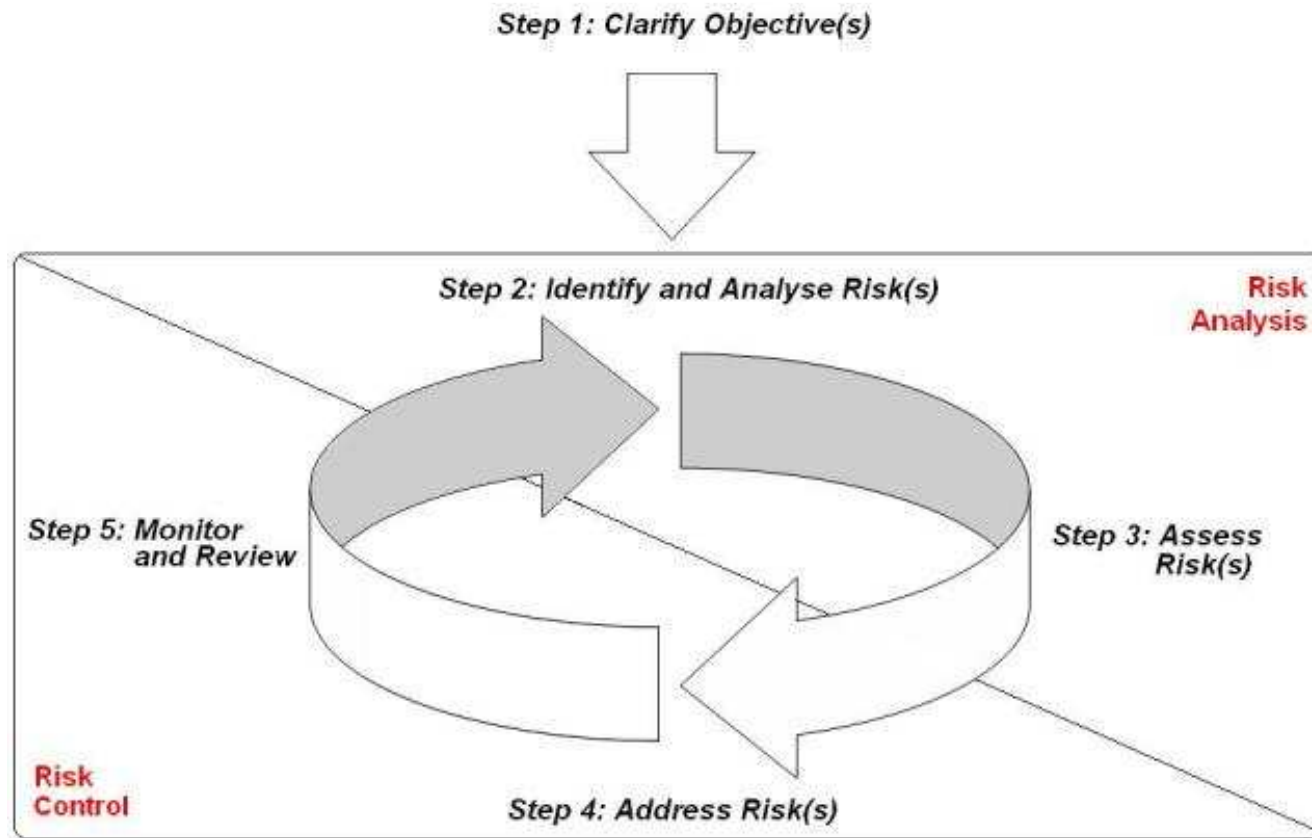 Step 1: Clarify Objective(s)
Step 2: Identify and Analyse Risk(s)
Risk
Analysis
Step 5: Monitor
and Review
Step 3: Assess
Risk(s)
Risk
Control
Step 4: Address Risk(s)